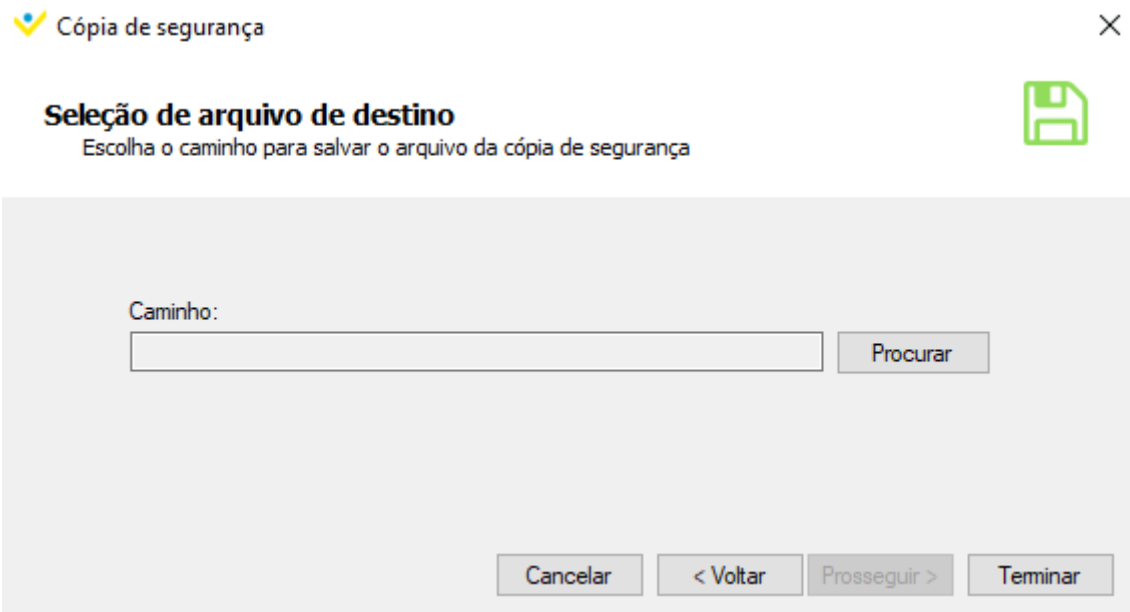 Cópia de segurança
Seleção de arquivo de destino
Escolha o caminho para salvar o arquivo da cópia de segurança
Caminho:
Procurar
Cancelar
< Voltar
Prosseguir >
Terminar